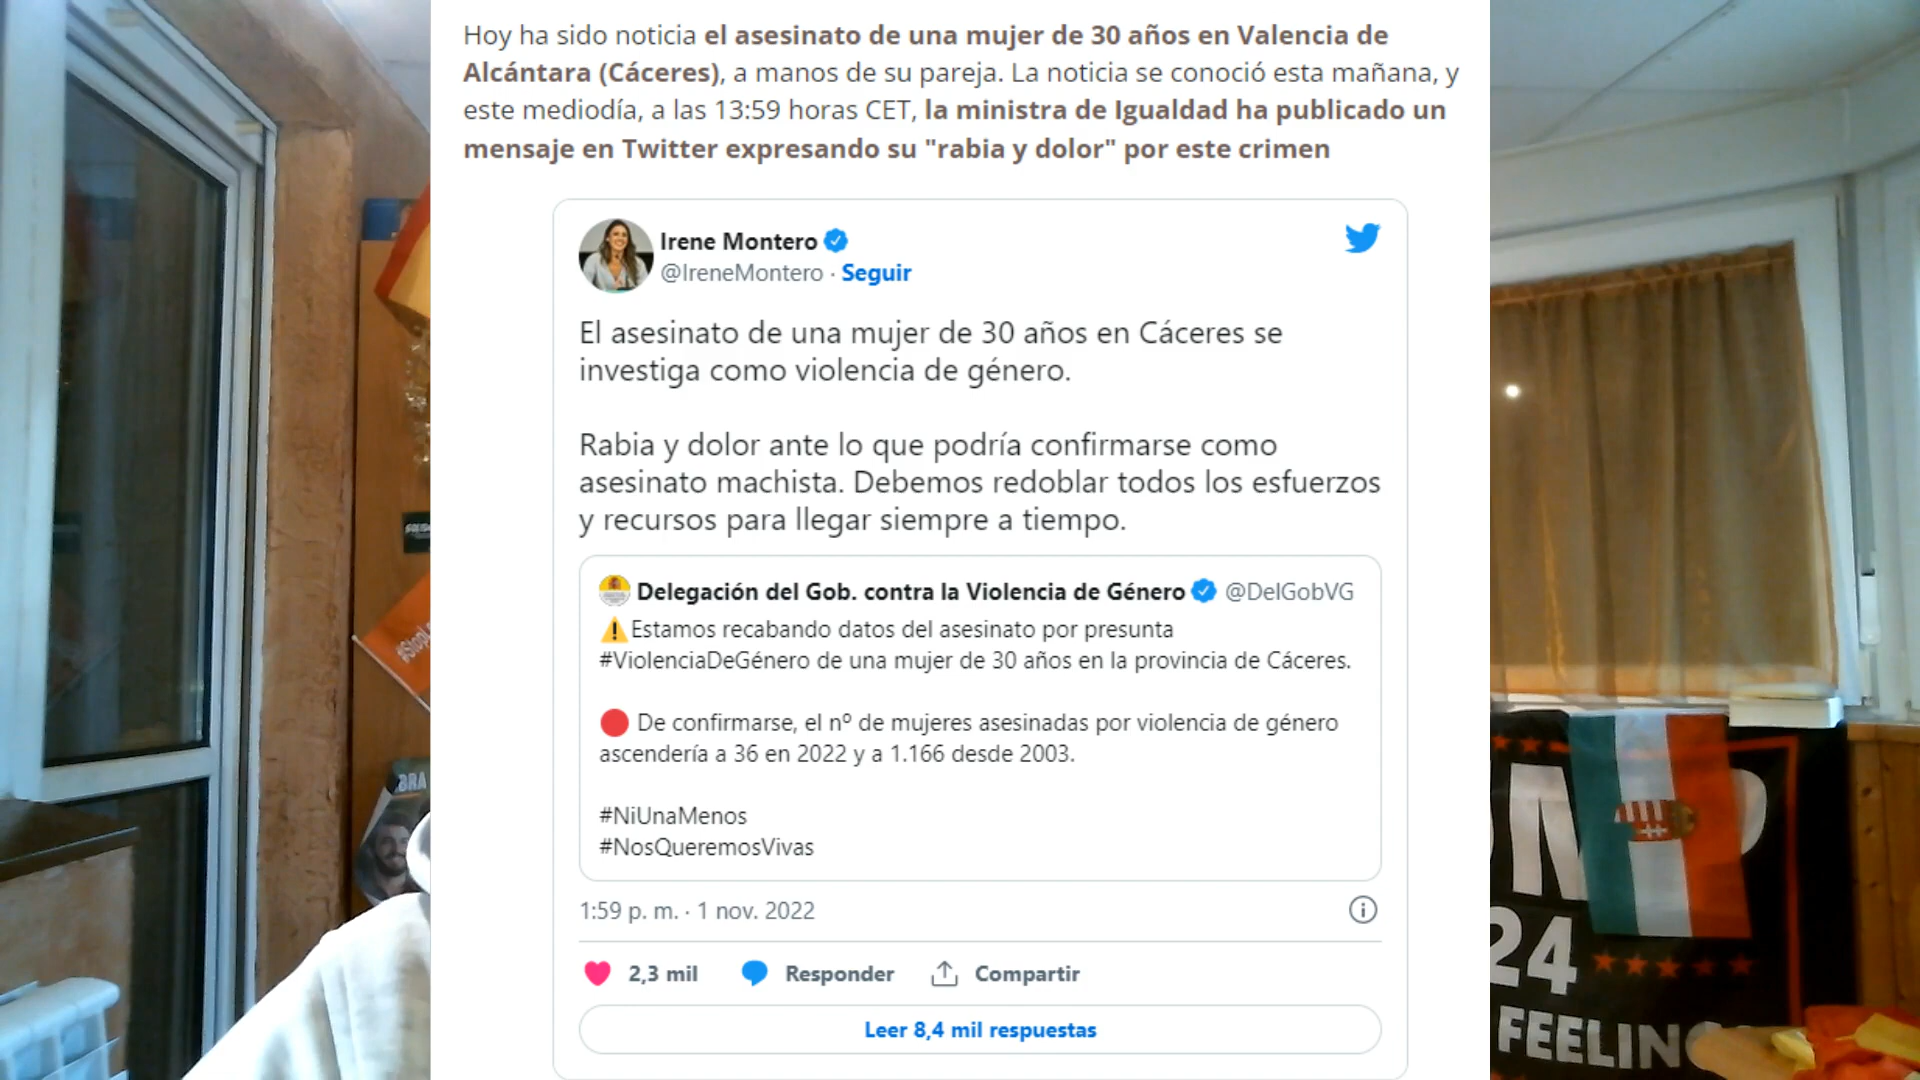 Hoy ha sido noticia el asesinato de una mujer de 30 años en Valencia de
Alcántara (Cáceres), a manos de su pareja. La noticia se conoció esta mañana, y
este mediodía, a las 13:59 horas CET, la ministra de Igualdad ha publicado un
mensaje en Twitter expresando su "rabia y dolor" por este crimen
Irene Montero
@IreneMontero · Seguir
El asesinato de una mujer de 30 años en Cáceres se
investiga como violencia de género.
Rabia y dolor ante lo que podría confirmarse como
asesinato machista. Debemos redoblar todos los esfuerzos
y recursos para llegar siempre a tiempo.
Delegación del Gob. contra la Violencia de Género @DelGobVG
⚠️Estamos recabando datos del asesinato por presunta
#ViolenciaDeGénero de una mujer de 30 años en la provincia de Cáceres.
🔴 De confirmarse, el nº de mujeres asesinadas por violencia de género
ascendería a 36 en 2022 y a 1.166 desde 2003.
#NiUnaMenos
#NosQueremosVivas
1:59 p. m. · 1 nov. 2022
2,3 mil Responder Compartir
Leer 8,4 mil respuestas
BRA
24
FEELIN